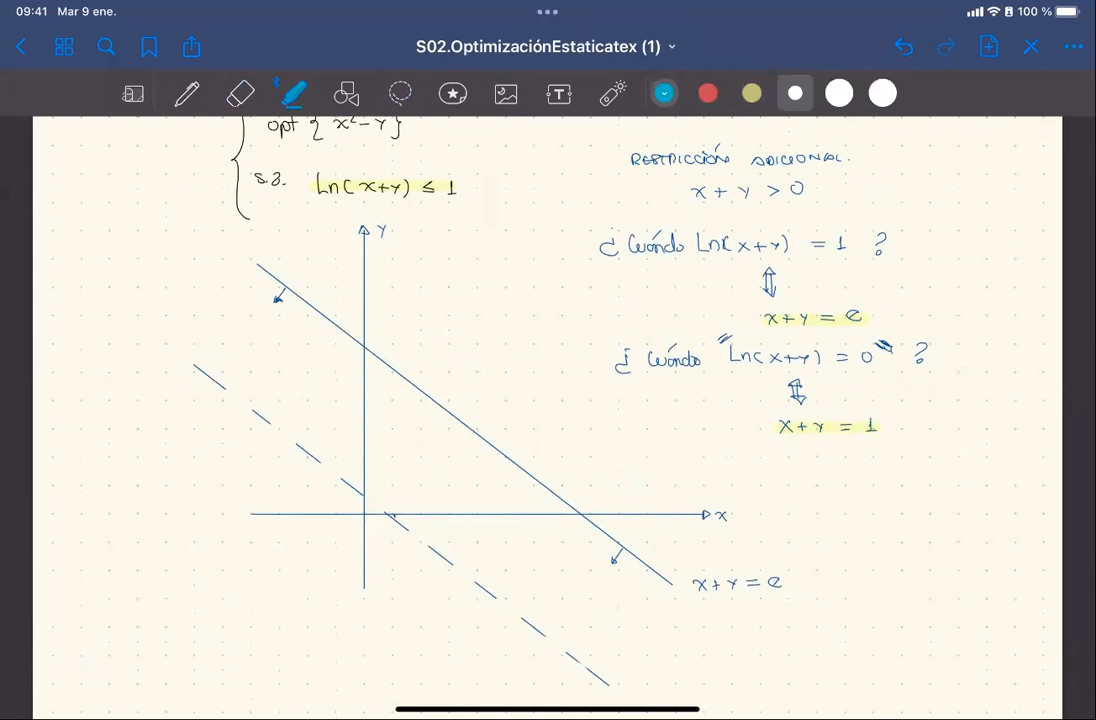 09:41 Mar 9 ene.
100 %
S02.OptimizaciónEstaticatex (1)
opt { x² - y }
s.a. Ln(x+y) ≤ 1
RESTRICCIÓN ADICIONAL.
x + y > 0
¿Cuándo Ln(x+y) = 1 ?
⇕
x+y = e
¿Cuándo "Ln(x+y) = 0" ?
⇕
x+y = 1
y
x
x+y = e